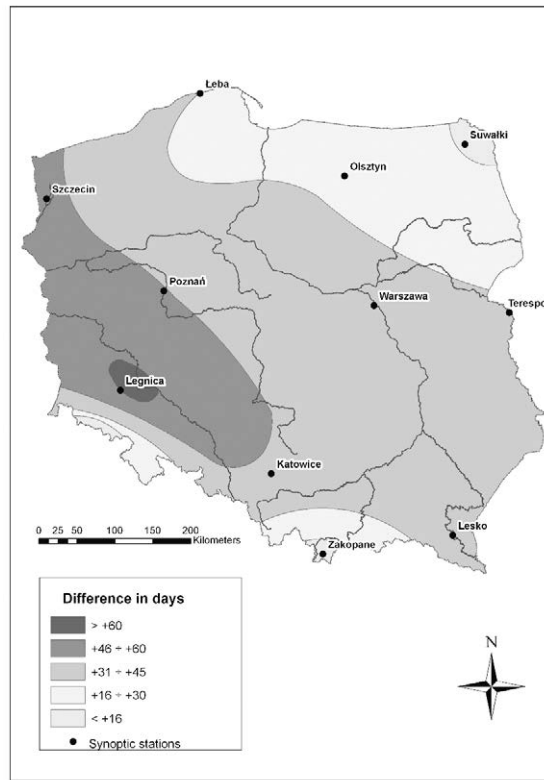 Łeba
Suwałki
Olsztyn
Szczecin
Poznań
Warszawa
Terespo
Legnica
Katowice
Lesko
Zakopane
0 25 50 100 150 200
Kilometers
Difference in days
> +60
+46 ÷ +60
+31 ÷ +45
+16 ÷ +30
< +16
Synoptic stations
N